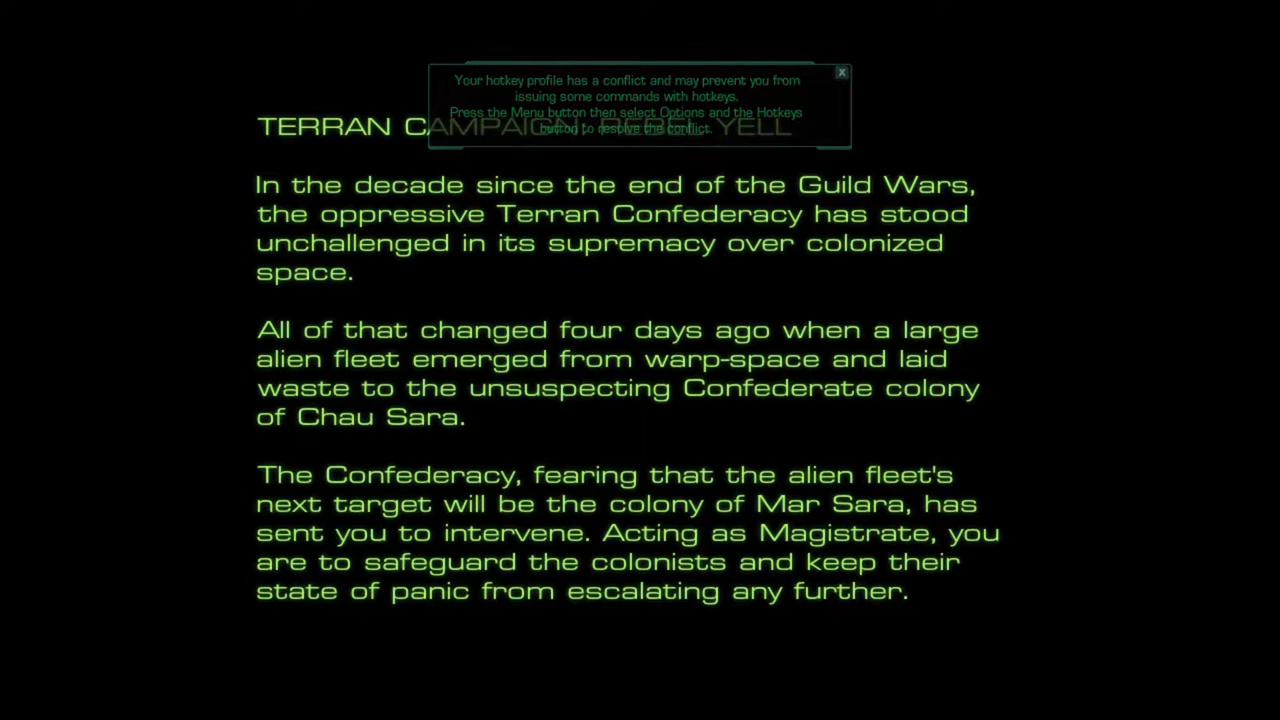 Your hotkey profile has a conflict and may prevent you from
issuing some commands with hotkeys.
Press the Menu button then select Options and the Hotkeys
button to resolve the conflict.
X
TERRAN CAMPAIGN: REBEL YELL
In the decade since the end of the Guild Wars,
the oppressive Terran Confederacy has stood
unchallenged in its supremacy over colonized
space.
All of that changed four days ago when a large
alien fleet emerged from warp-space and laid
waste to the unsuspecting Confederate colony
of Chau Sara.
The Confederacy, fearing that the alien fleet's
next target will be the colony of Mar Sara, has
sent you to intervene. Acting as Magistrate, you
are to safeguard the colonists and keep their
state of panic from escalating any further.